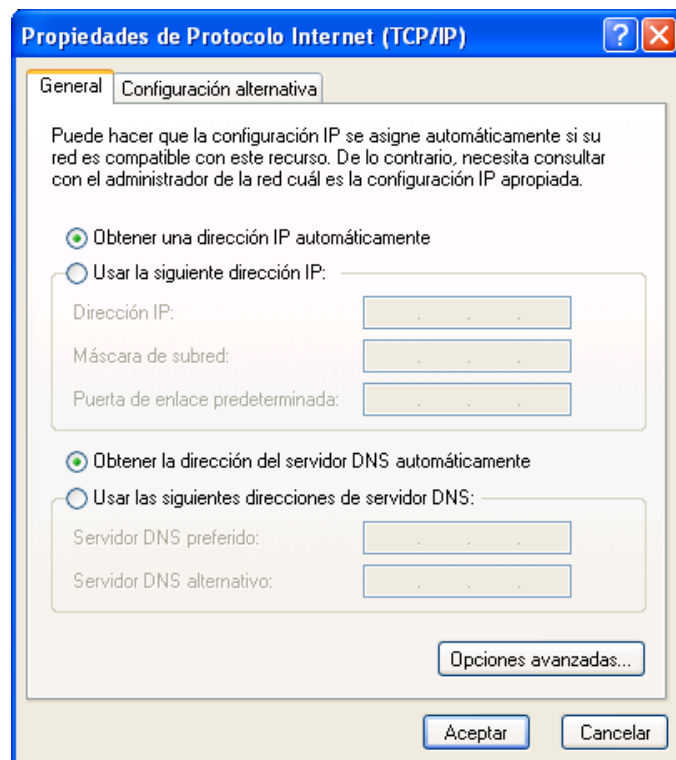 Propiedades de Protocolo Internet (TCP/IP)
General
Configuración alternativa
Puede hacer que la configuración IP se asigne automáticamente si su
red es compatible con este recurso. De lo contrario, necesita consultar
con el administrador de la red cuál es la configuración IP apropiada.
Obtener una dirección IP automáticamente
Usar la siguiente dirección IP:
Dirección IP:
Máscara de subred:
Puerta de enlace predeterminada:
Obtener la dirección del servidor DNS automáticamente
Usar las siguientes direcciones de servidor DNS:
Servidor DNS preferido:
Servidor DNS alternativo:
Opciones avanzadas...
Aceptar
Cancelar